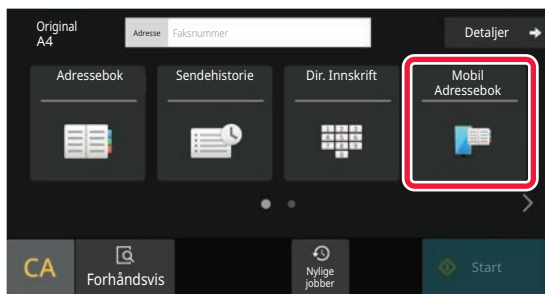 Original
A4
Adresse
Faksnummer
Detaljer
Adressebok
Sendehistorie
Dir. Innskrift
Mobil
Adressebok
CA
Forhåndsvis
Nylige
jobber
Start